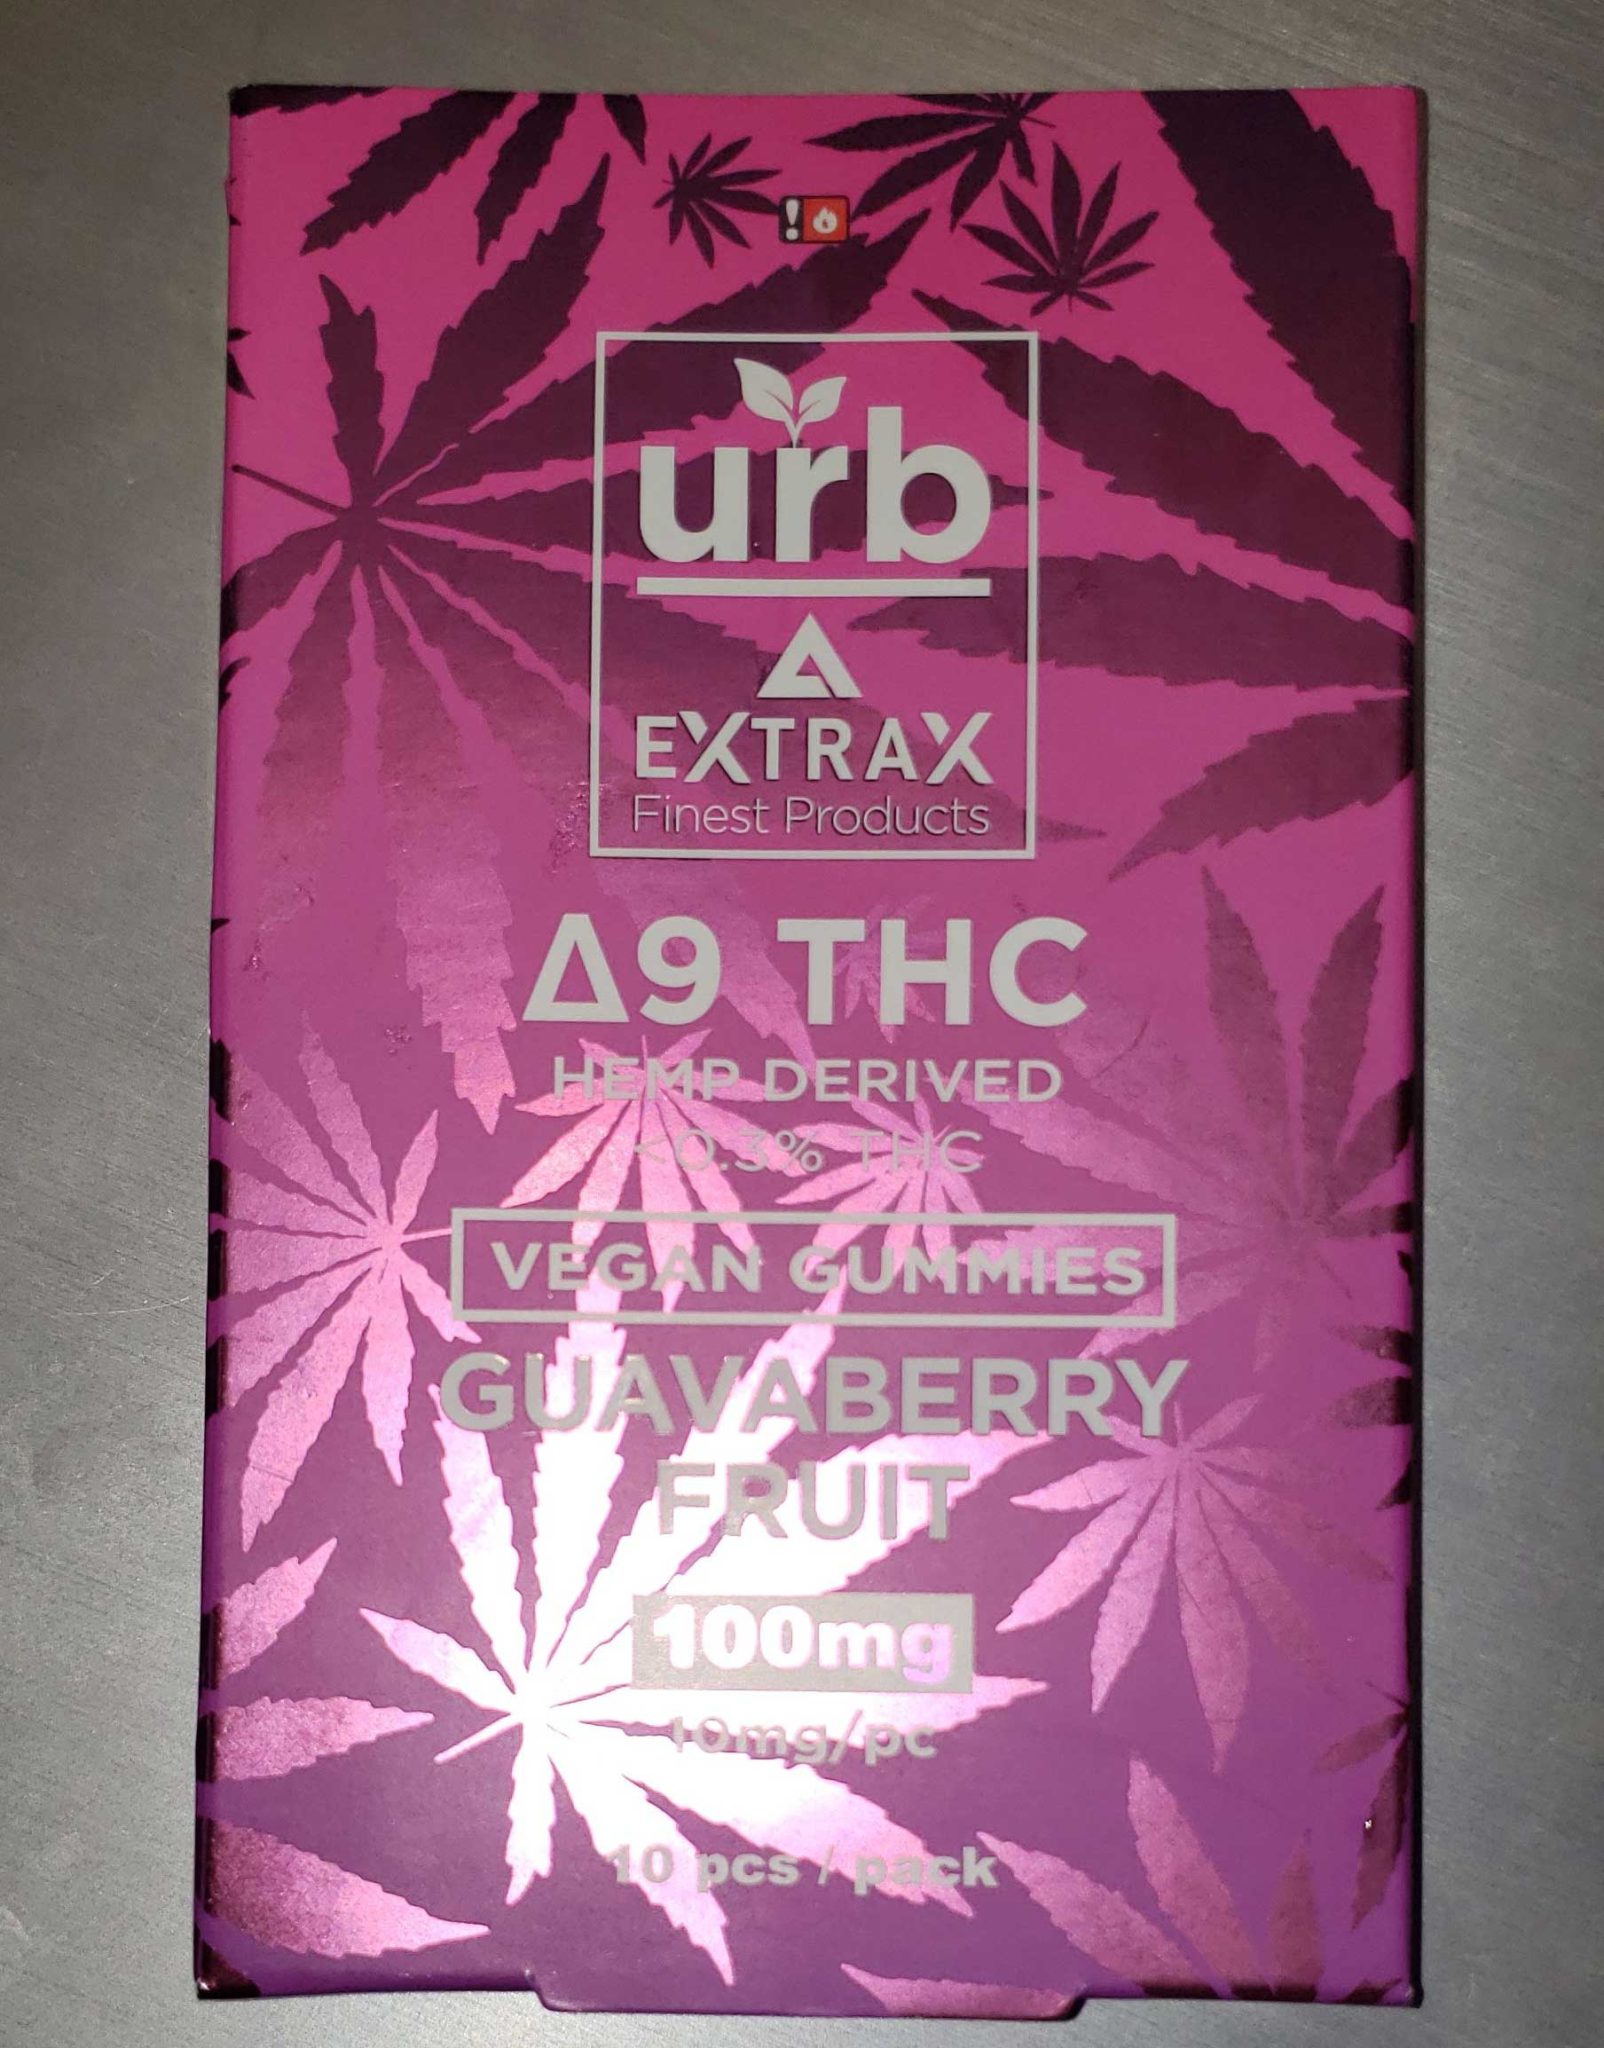 urb
EXTRAX
Finest Products
Δ9 THC
HEMP DERIVED
<0.3% THC
VEGAN GUMMIES
GUAVABERRY
FRUIT
100mg
10mg/pc
10 pcs / pack